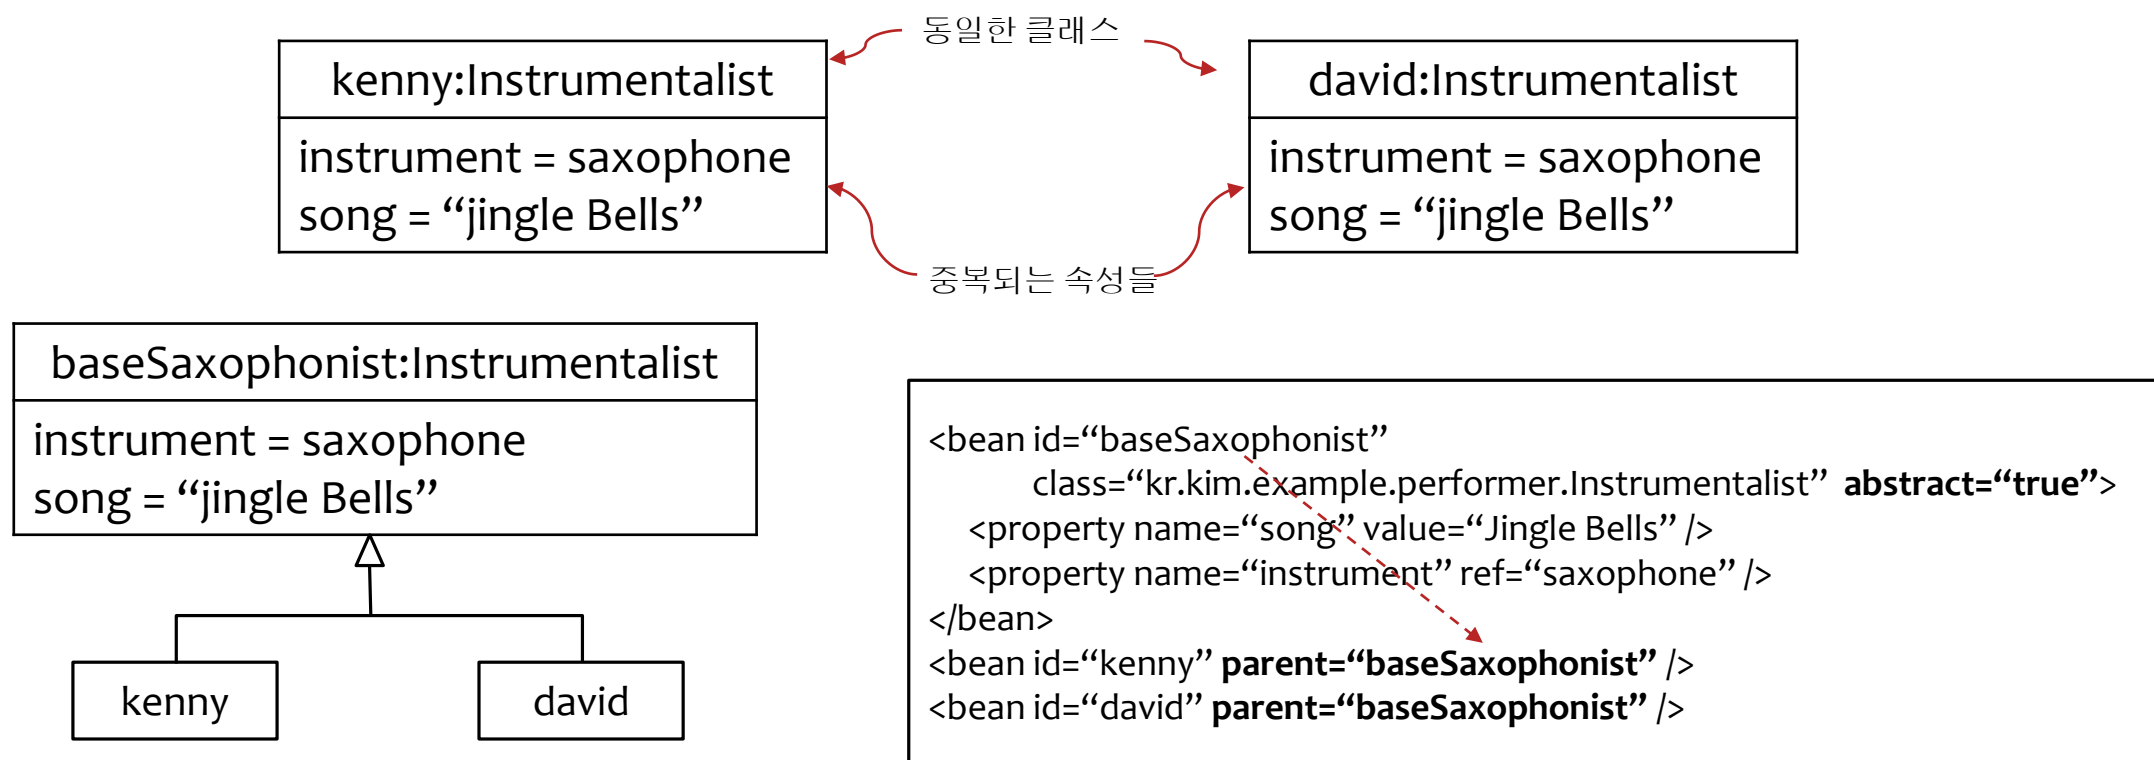 동일한 클래스
kenny:Instrumentalist
instrument = saxophone
song = “jingle Bells”
david:Instrumentalist
instrument = saxophone
song = “jingle Bells”
중복되는 속성들
baseSaxophonist:Instrumentalist
instrument = saxophone
song = “jingle Bells”
kenny
david
<bean id=“baseSaxophonist”
class=“kr.kim.example.performer.Instrumentalist” abstract=“true”>
<property name=“song” value=“Jingle Bells” />
<property name=“instrument” ref=“saxophone” />
</bean>
<bean id=“kenny” parent=“baseSaxophonist” />
<bean id=“david” parent=“baseSaxophonist” />